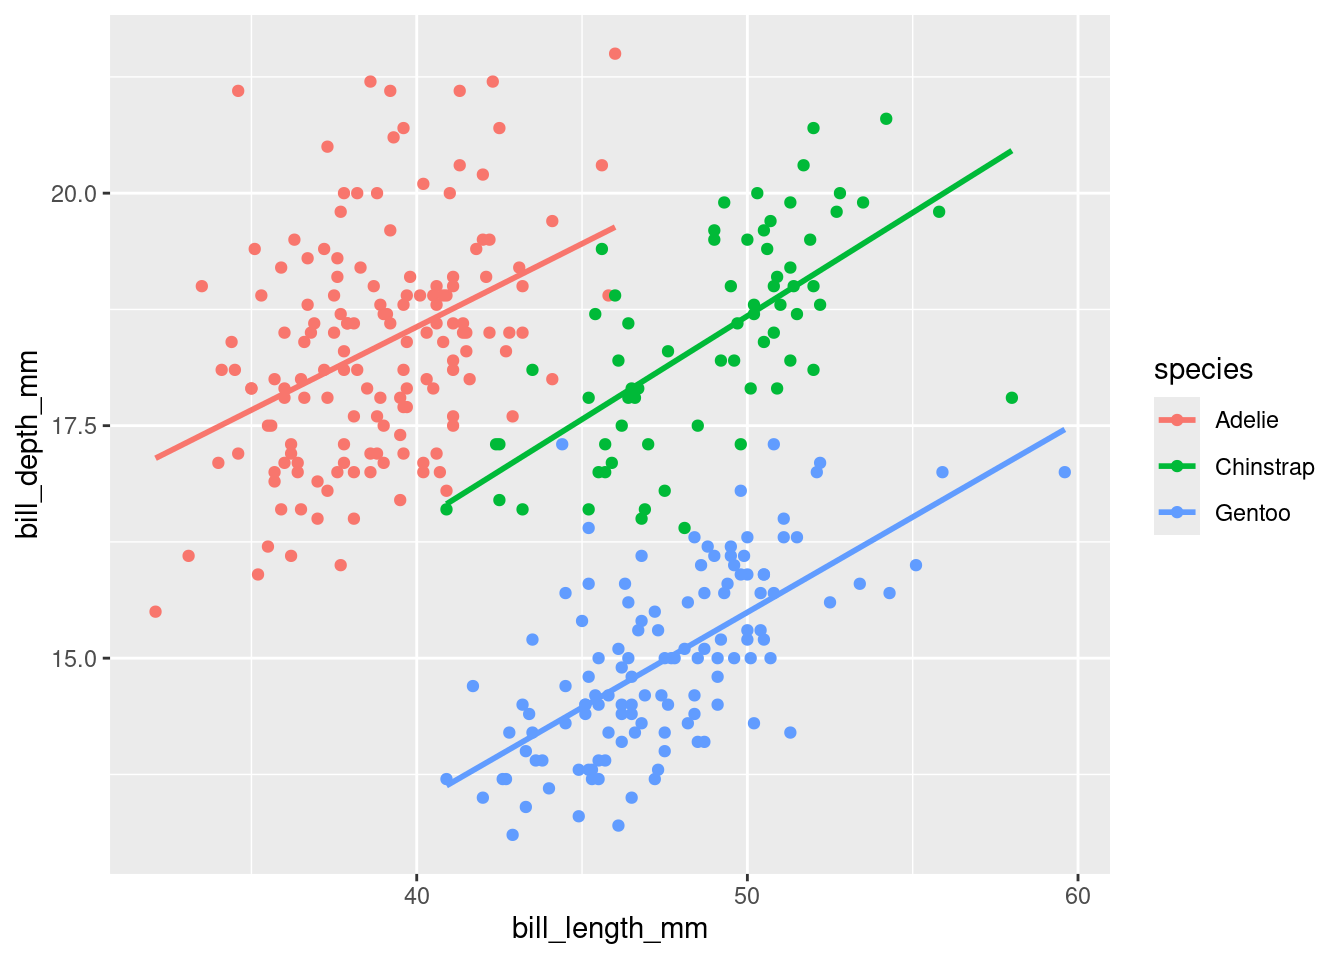 20.0
17.5
15.0
bill_depth_mm
40
50
60
bill_length_mm
species
Adelie
Chinstrap
Gentoo